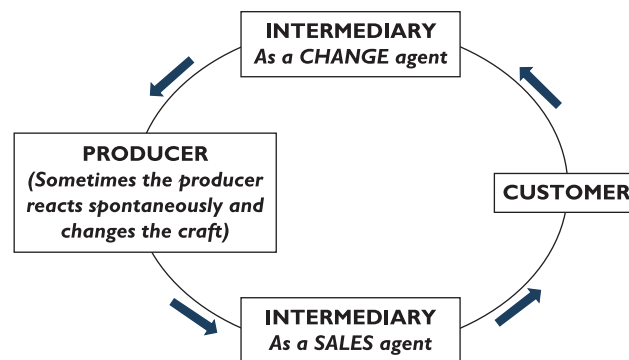 INTERMEDIARY
As a CHANGE agent
PRODUCER
(Sometimes the producer
reacts spontaneously and
changes the craft)
CUSTOMER
INTERMEDIARY
As a SALES agent